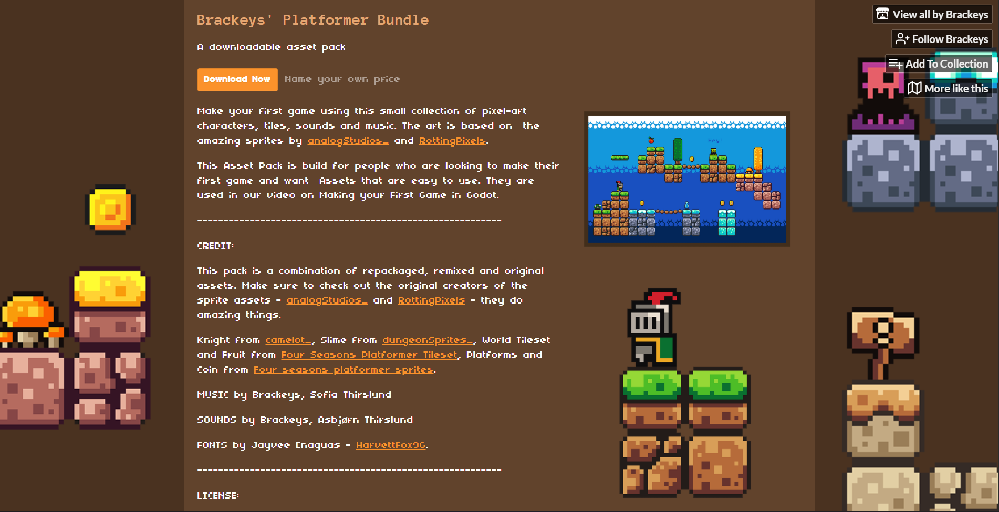 Brackeys' Platformer Bundle
A downloadable asset pack
Download Now Name your own price
Make your first game using this small collection of pixel-art
characters, tiles, sounds and music. The art is based on  the
amazing sprites by analogStudios_ and RottingPixels.
This Asset Pack is build for people who are looking to make their
first game and want  Assets that are easy to use. They are
used in our video on Making your First Game in Godot.
----------------------------------------------------------
CREDIT:
This pack is a combination of repackaged, remixed and original
assets. Make sure to check out the original creators of the
sprite assets - analogStudios_ and RottingPixels - they do
amazing things.
Knight from camelot_, Slime from dungeonSprites_, World Tileset
and Fruit from Four Seasons Platformer Tileset, Platforms and
Coin from Four seasons platformer sprites.
MUSIC by Brackeys, Sofia Thirslund
SOUNDS by Brackeys, Asbjørn Thirslund
FONTS by Jayvee Enaguas - HarvettFox96.
----------------------------------------------------------
LICENSE:
Hey!
View all by Brackeys
Follow Brackeys
Add To Collection
More like this